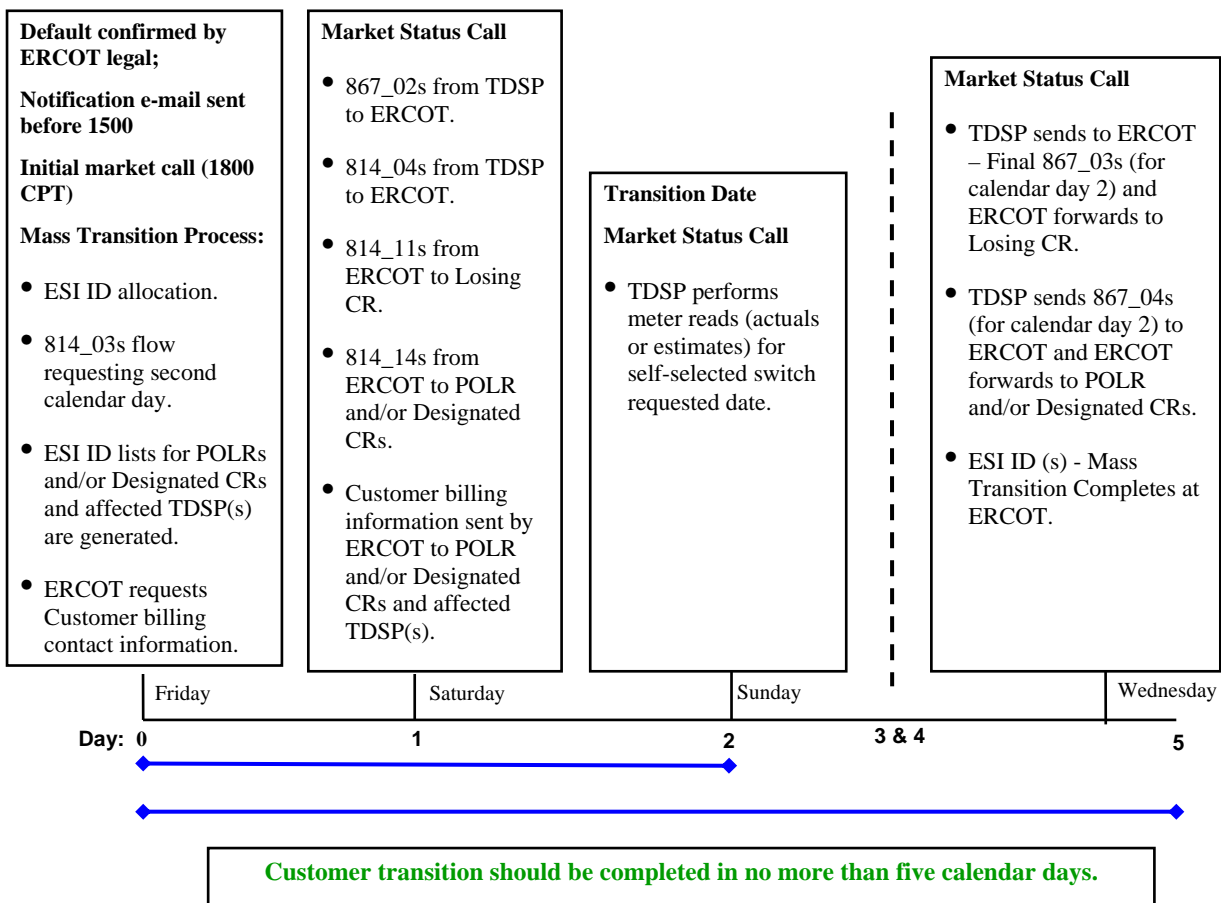 Default confirmed by
ERCOT legal;
Notification e-mail sent
before 1500
Initial market call (1800
CPT)
Mass Transition Process:
• ESI ID allocation.
• 814_03s flow
requesting second
calendar day.
• ESI ID lists for POLRs
and/or Designated CRs
and affected TDSP(s)
are generated.
• ERCOT requests
Customer billing
contact information.
Market Status Call
• 867_02s from TDSP
to ERCOT.
• 814_04s from TDSP
to ERCOT.
• 814_11s from
ERCOT to Losing
CR.
• 814_14s from
ERCOT to POLR
and/or Designated
CRs.
• Customer billing
information sent by
ERCOT to POLR
and/or Designated
CRs and affected
TDSP(s).
Transition Date
Market Status Call
• TDSP performs
meter reads (actuals
or estimates) for
self-selected switch
requested date.
Market Status Call
• TDSP sends to ERCOT
– Final 867_03s (for
calendar day 2) and
ERCOT forwards to
Losing CR.
• TDSP sends 867_04s
(for calendar day 2) to
ERCOT and ERCOT
forwards to POLR
and/or Designated CRs.
• ESI ID (s) - Mass
Transition Completes at
ERCOT.
Friday
Saturday
Sunday
Wednesday
Day: 0
1
2
3 & 4
5
Customer transition should be completed in no more than five calendar days.